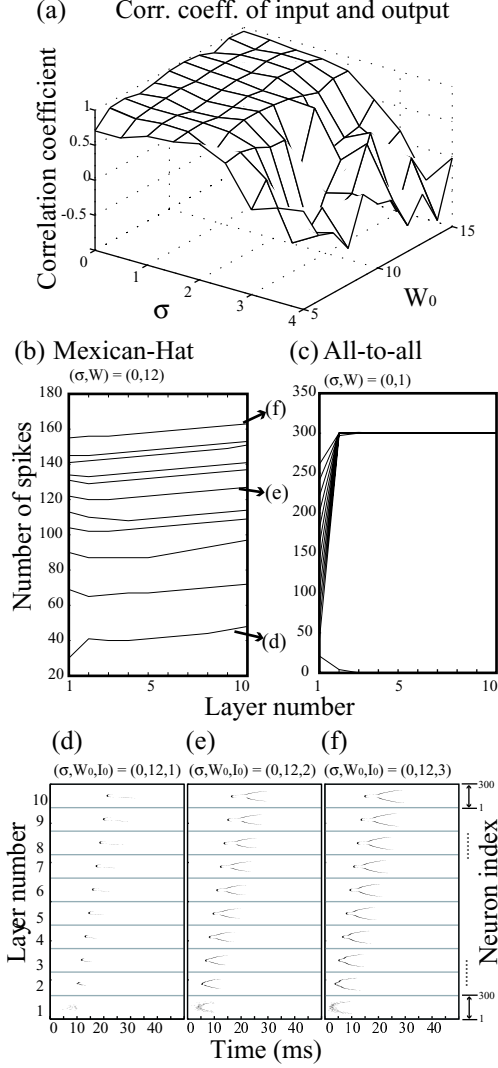 (a) Corr. coeff. of input and output
Correlation coefficient
1
0.5
0
-0.5
0
1
2
3
4
σ
5
10
15
W₀
(b) Mexican-Hat
(σ,W) = (0,12)
Number of spikes
180
160
140
120
100
80
60
40
20
1
5
10
(f)
(e)
(d)
(c) All-to-all
(σ,W) = (0,1)
350
300
250
200
150
100
50
0
1
5
10
Layer number
(d)
(e)
(f)
(σ,W₀,I₀) = (0,12,1)
(σ,W₀,I₀) = (0,12,2)
(σ,W₀,I₀) = (0,12,3)
Layer number
10
9
8
7
6
5
4
3
2
1
300
1
300
1
Neuron index
0 10 20 30 40
0 10 20 30 40
0 10 20 30 40
Time (ms)